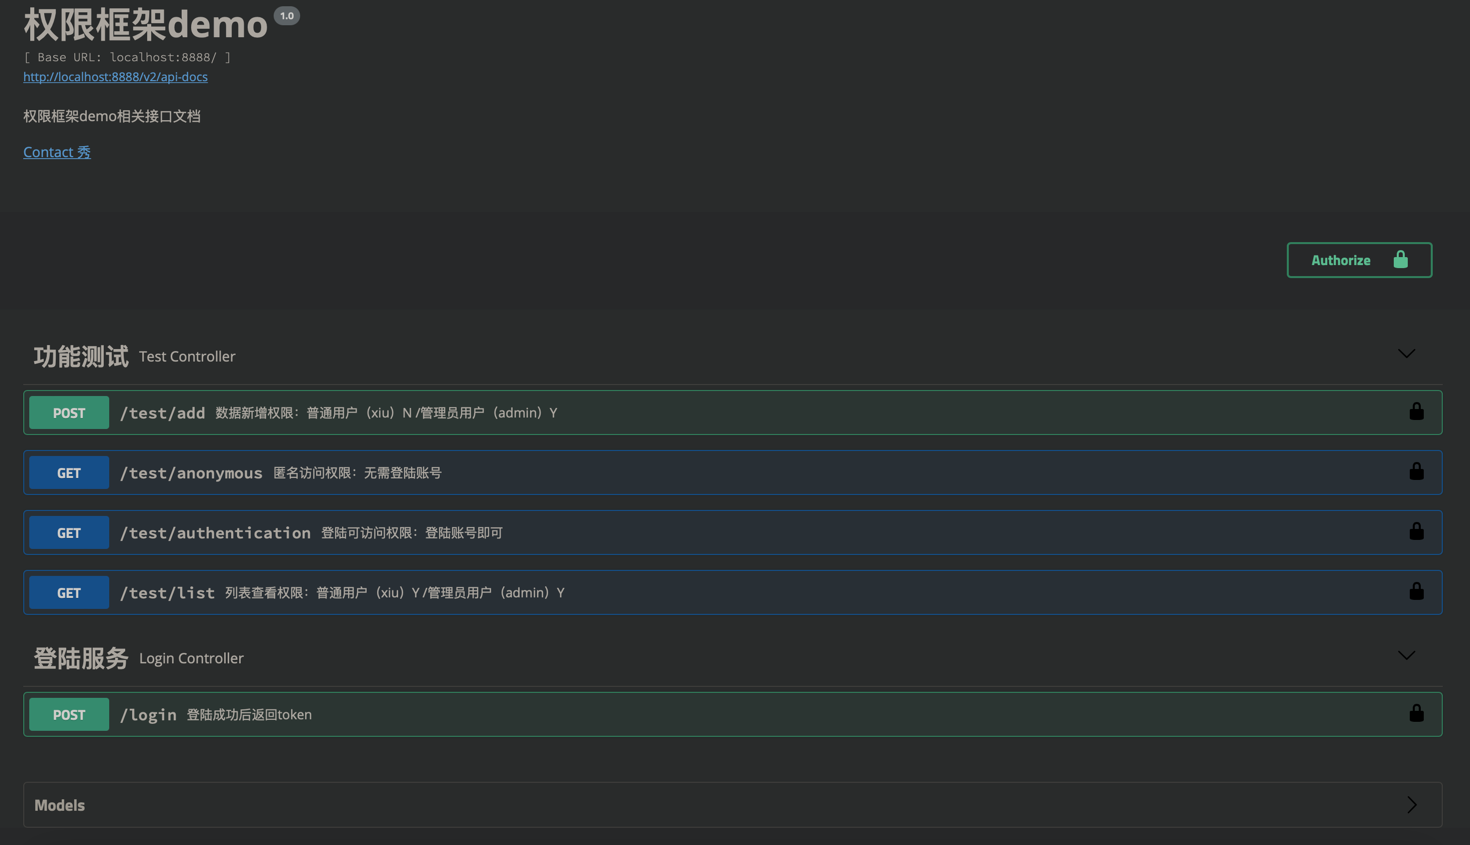 权限框架demo 1.0
[ Base URL: localhost:8888/ ]
http://localhost:8888/v2/api-docs
权限框架demo相关接口文档
Contact 秀
Authorize
功能测试 Test Controller
POST /test/add 数据新增权限：普通用户（xiu）N /管理员用户（admin）Y
GET /test/anonymous 匿名访问权限：无需登陆账号
GET /test/authentication 登陆可访问权限：登陆账号即可
GET /test/list 列表查看权限：普通用户（xiu）Y /管理员用户（admin）Y
登陆服务 Login Controller
POST /login 登陆成功后返回token
Models